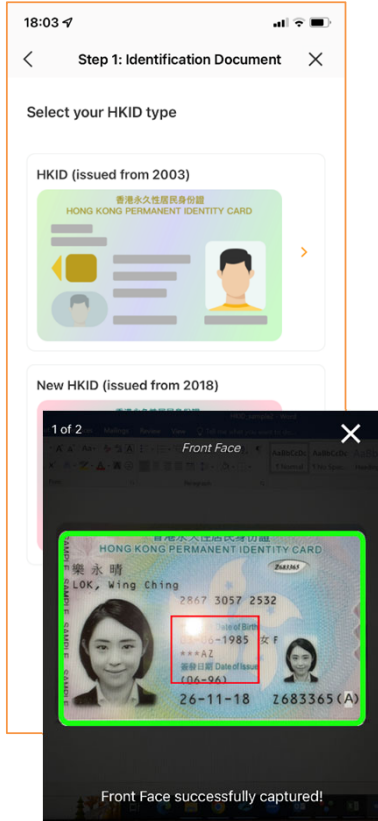 18:03
Step 1: Identification Document
Select your HKID type
HKID (issued from 2003)
香港永久性居民身份證
HONG KONG PERMANENT IDENTITY CARD
New HKID (issued from 2018)
1 of 2
Front Face
香港永久性居民身份證
HONG KONG PERMANENT IDENTITY CARD
樂永晴
LOK, Wing Ching
Z683365
2867 3057 2532
Date of Birth
-1985 女 F
***AZ
簽發日期 Date of Issue
(06-96)
26-11-18
Z683365(A)
SAMPLE SAMPLE SAMPLE
Front Face successfully captured!